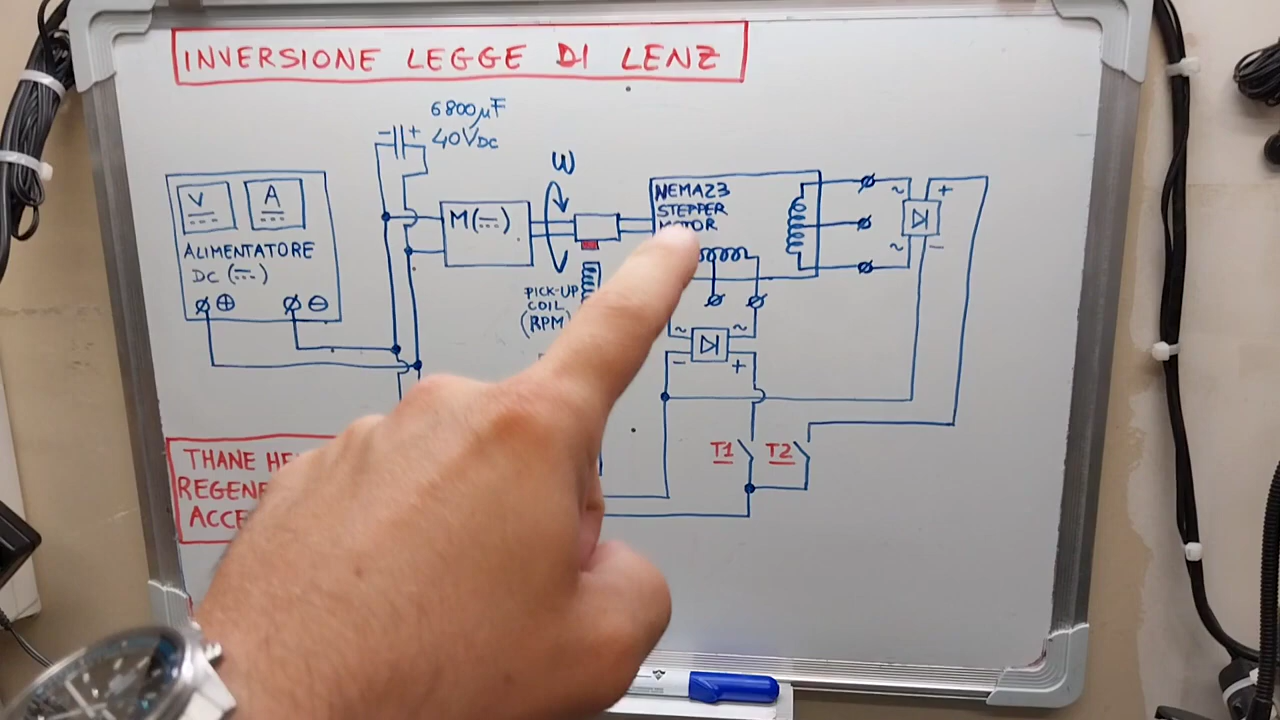 INVERSIONE LEGGE DI LENZ
6800µF
40VDC
- +
ω
V
A
ALIMENTATORE
DC
+ -
M
NEMA23
STEPPER
MOTOR
~ +
~ -
PICK-UP
COIL
(RPM)
~ ~
- +
T1 T2
THANE
REGENE
ACCE